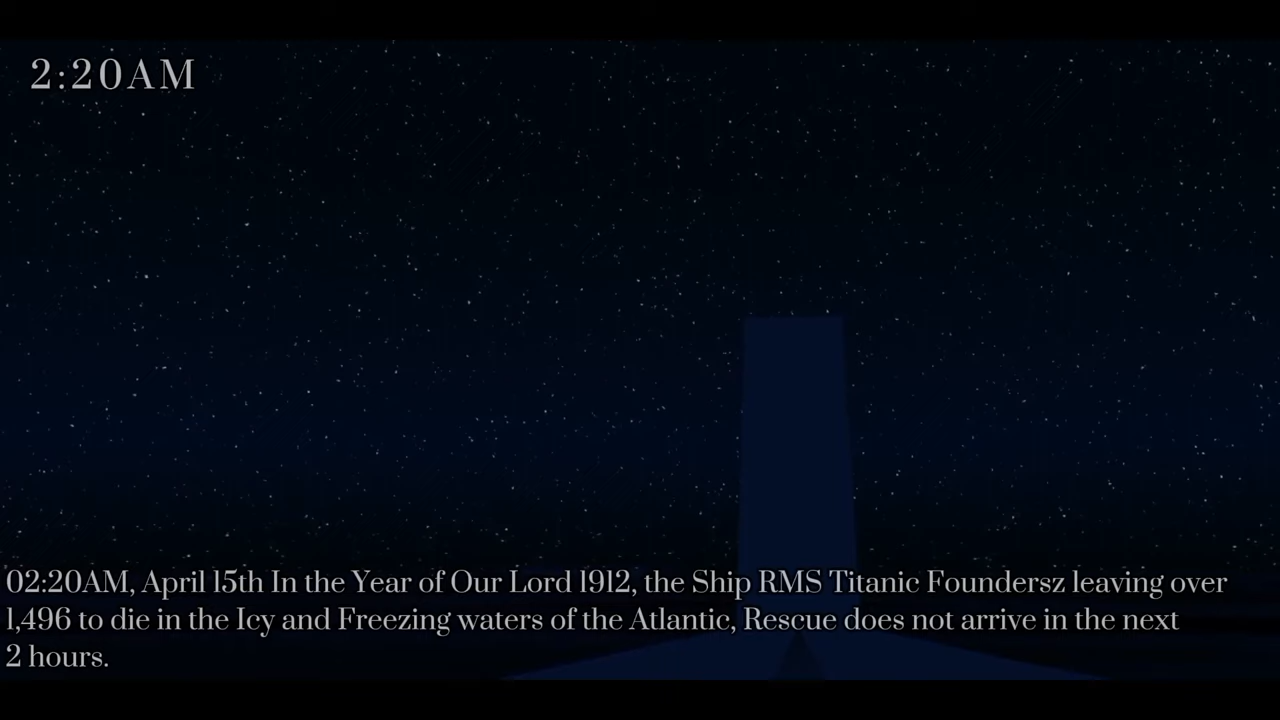 2:20AM
02:20AM, April 15th In the Year of Our Lord 1912, the Ship RMS Titanic Foundersz leaving over
1,496 to die in the Icy and Freezing waters of the Atlantic, Rescue does not arrive in the next
2 hours.